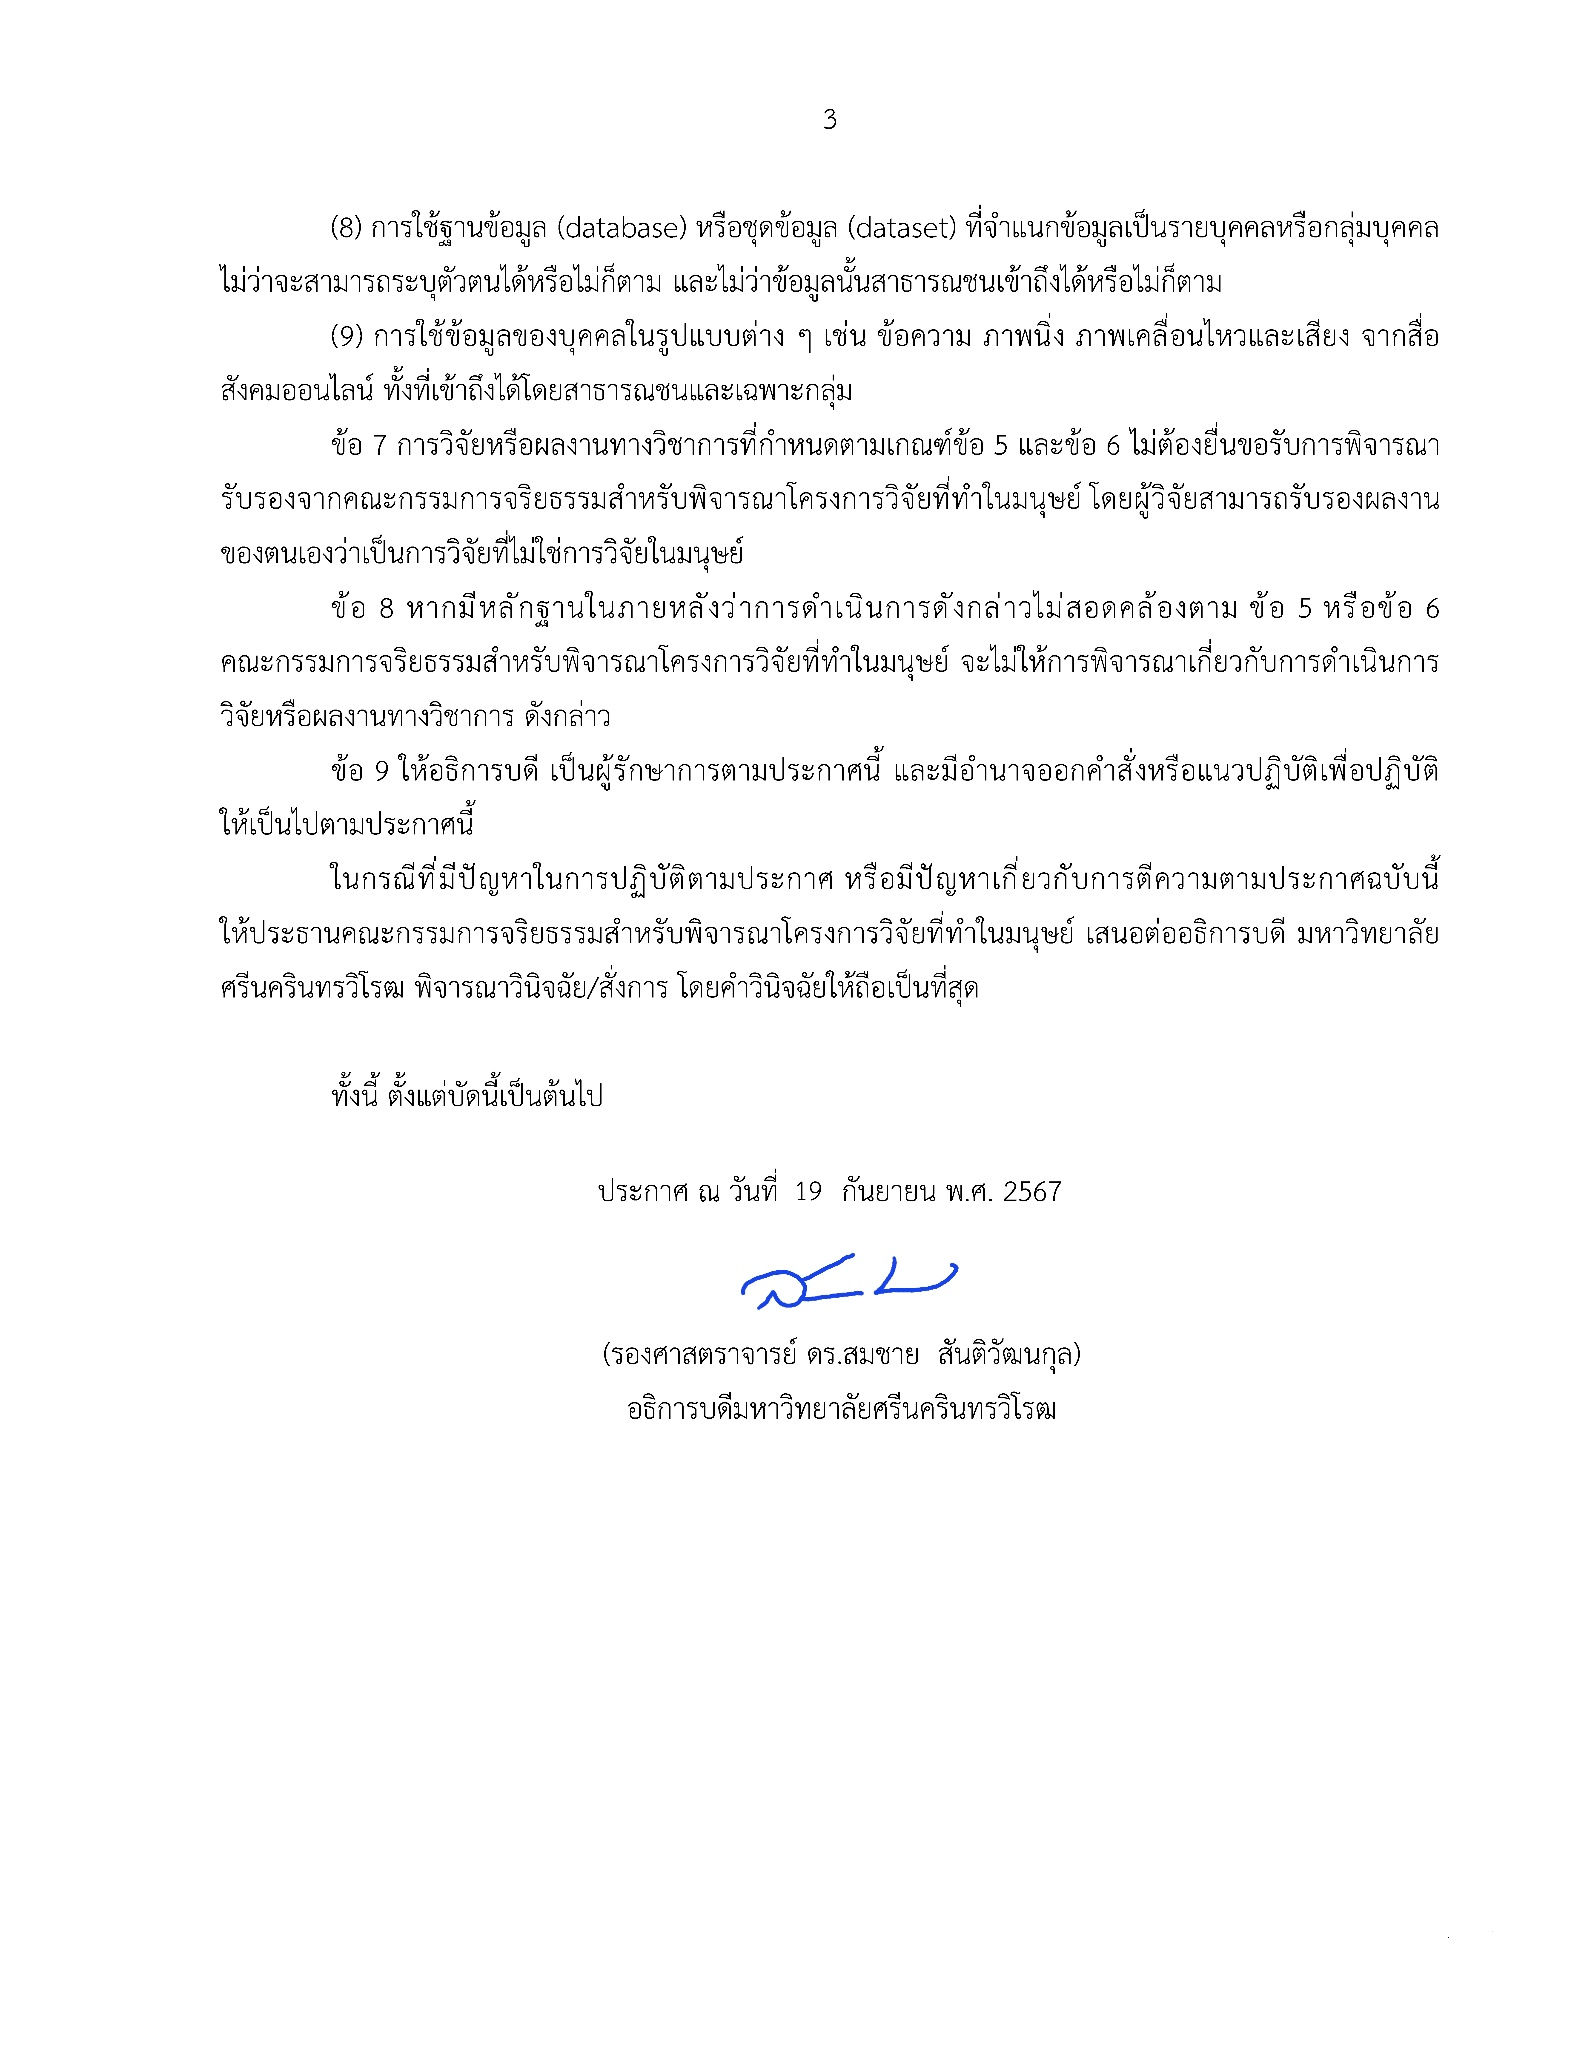 3
(8) การใช้ฐานข้อมูล (database) หรือชุดข้อมูล (dataset) ที่จำแนกข้อมูลเป็นรายบุคคลหรือกลุ่มบุคคล
ไม่ว่าจะสามารถระบุตัวตนได้หรือไม่ก็ตาม และไม่ว่าข้อมูลนั้นสาธารณชนเข้าถึงได้หรือไม่ก็ตาม
(9) การใช้ข้อมูลของบุคคลในรูปแบบต่าง ๆ เช่น ข้อความ ภาพนิ่ง ภาพเคลื่อนไหวและเสียง จากสื่อ
สังคมออนไลน์ ทั้งที่เข้าถึงได้โดยสาธารณชนและเฉพาะกลุ่ม
ข้อ 7 การวิจัยหรือผลงานทางวิชาการที่กำหนดตามเกณฑ์ข้อ 5 และข้อ 6 ไม่ต้องยื่นขอรับการพิจารณา
รับรองจากคณะกรรมการจริยธรรมสำหรับพิจารณาโครงการวิจัยที่ทำในมนุษย์ โดยผู้วิจัยสามารถรับรองผลงาน
ของตนเองว่าเป็นการวิจัยที่ไม่ใช่การวิจัยในมนุษย์
ข้อ 8 หากมีหลักฐานในภายหลังว่าการดำเนินการดังกล่าวไม่สอดคล้องตาม ข้อ 5 หรือข้อ 6
คณะกรรมการจริยธรรมสำหรับพิจารณาโครงการวิจัยที่ทำในมนุษย์ จะไม่ให้การพิจารณาเกี่ยวกับการดำเนินการ
วิจัยหรือผลงานทางวิชาการ ดังกล่าว
ข้อ 9 ให้อธิการบดี เป็นผู้รักษาการตามประกาศนี้ และมีอำนาจออกคำสั่งหรือแนวปฏิบัติเพื่อปฏิบัติ
ให้เป็นไปตามประกาศนี้
ในกรณีที่มีปัญหาในการปฏิบัติตามประกาศ หรือมีปัญหาเกี่ยวกับการตีความตามประกาศฉบับนี้
ให้ประธานคณะกรรมการจริยธรรมสำหรับพิจารณาโครงการวิจัยที่ทำในมนุษย์ เสนอต่ออธิการบดี มหาวิทยาลัย
ศรีนครินทรวิโรฒ พิจารณาวินิจฉัย/สั่งการ โดยคำวินิจฉัยให้ถือเป็นที่สุด
ทั้งนี้ ตั้งแต่บัดนี้เป็นต้นไป
ประกาศ ณ วันที่ 19 กันยายน พ.ศ. 2567
(รองศาสตราจารย์ ดร.สมชาย สันติวัฒนกุล)
อธิการบดีมหาวิทยาลัยศรีนครินทรวิโรฒ